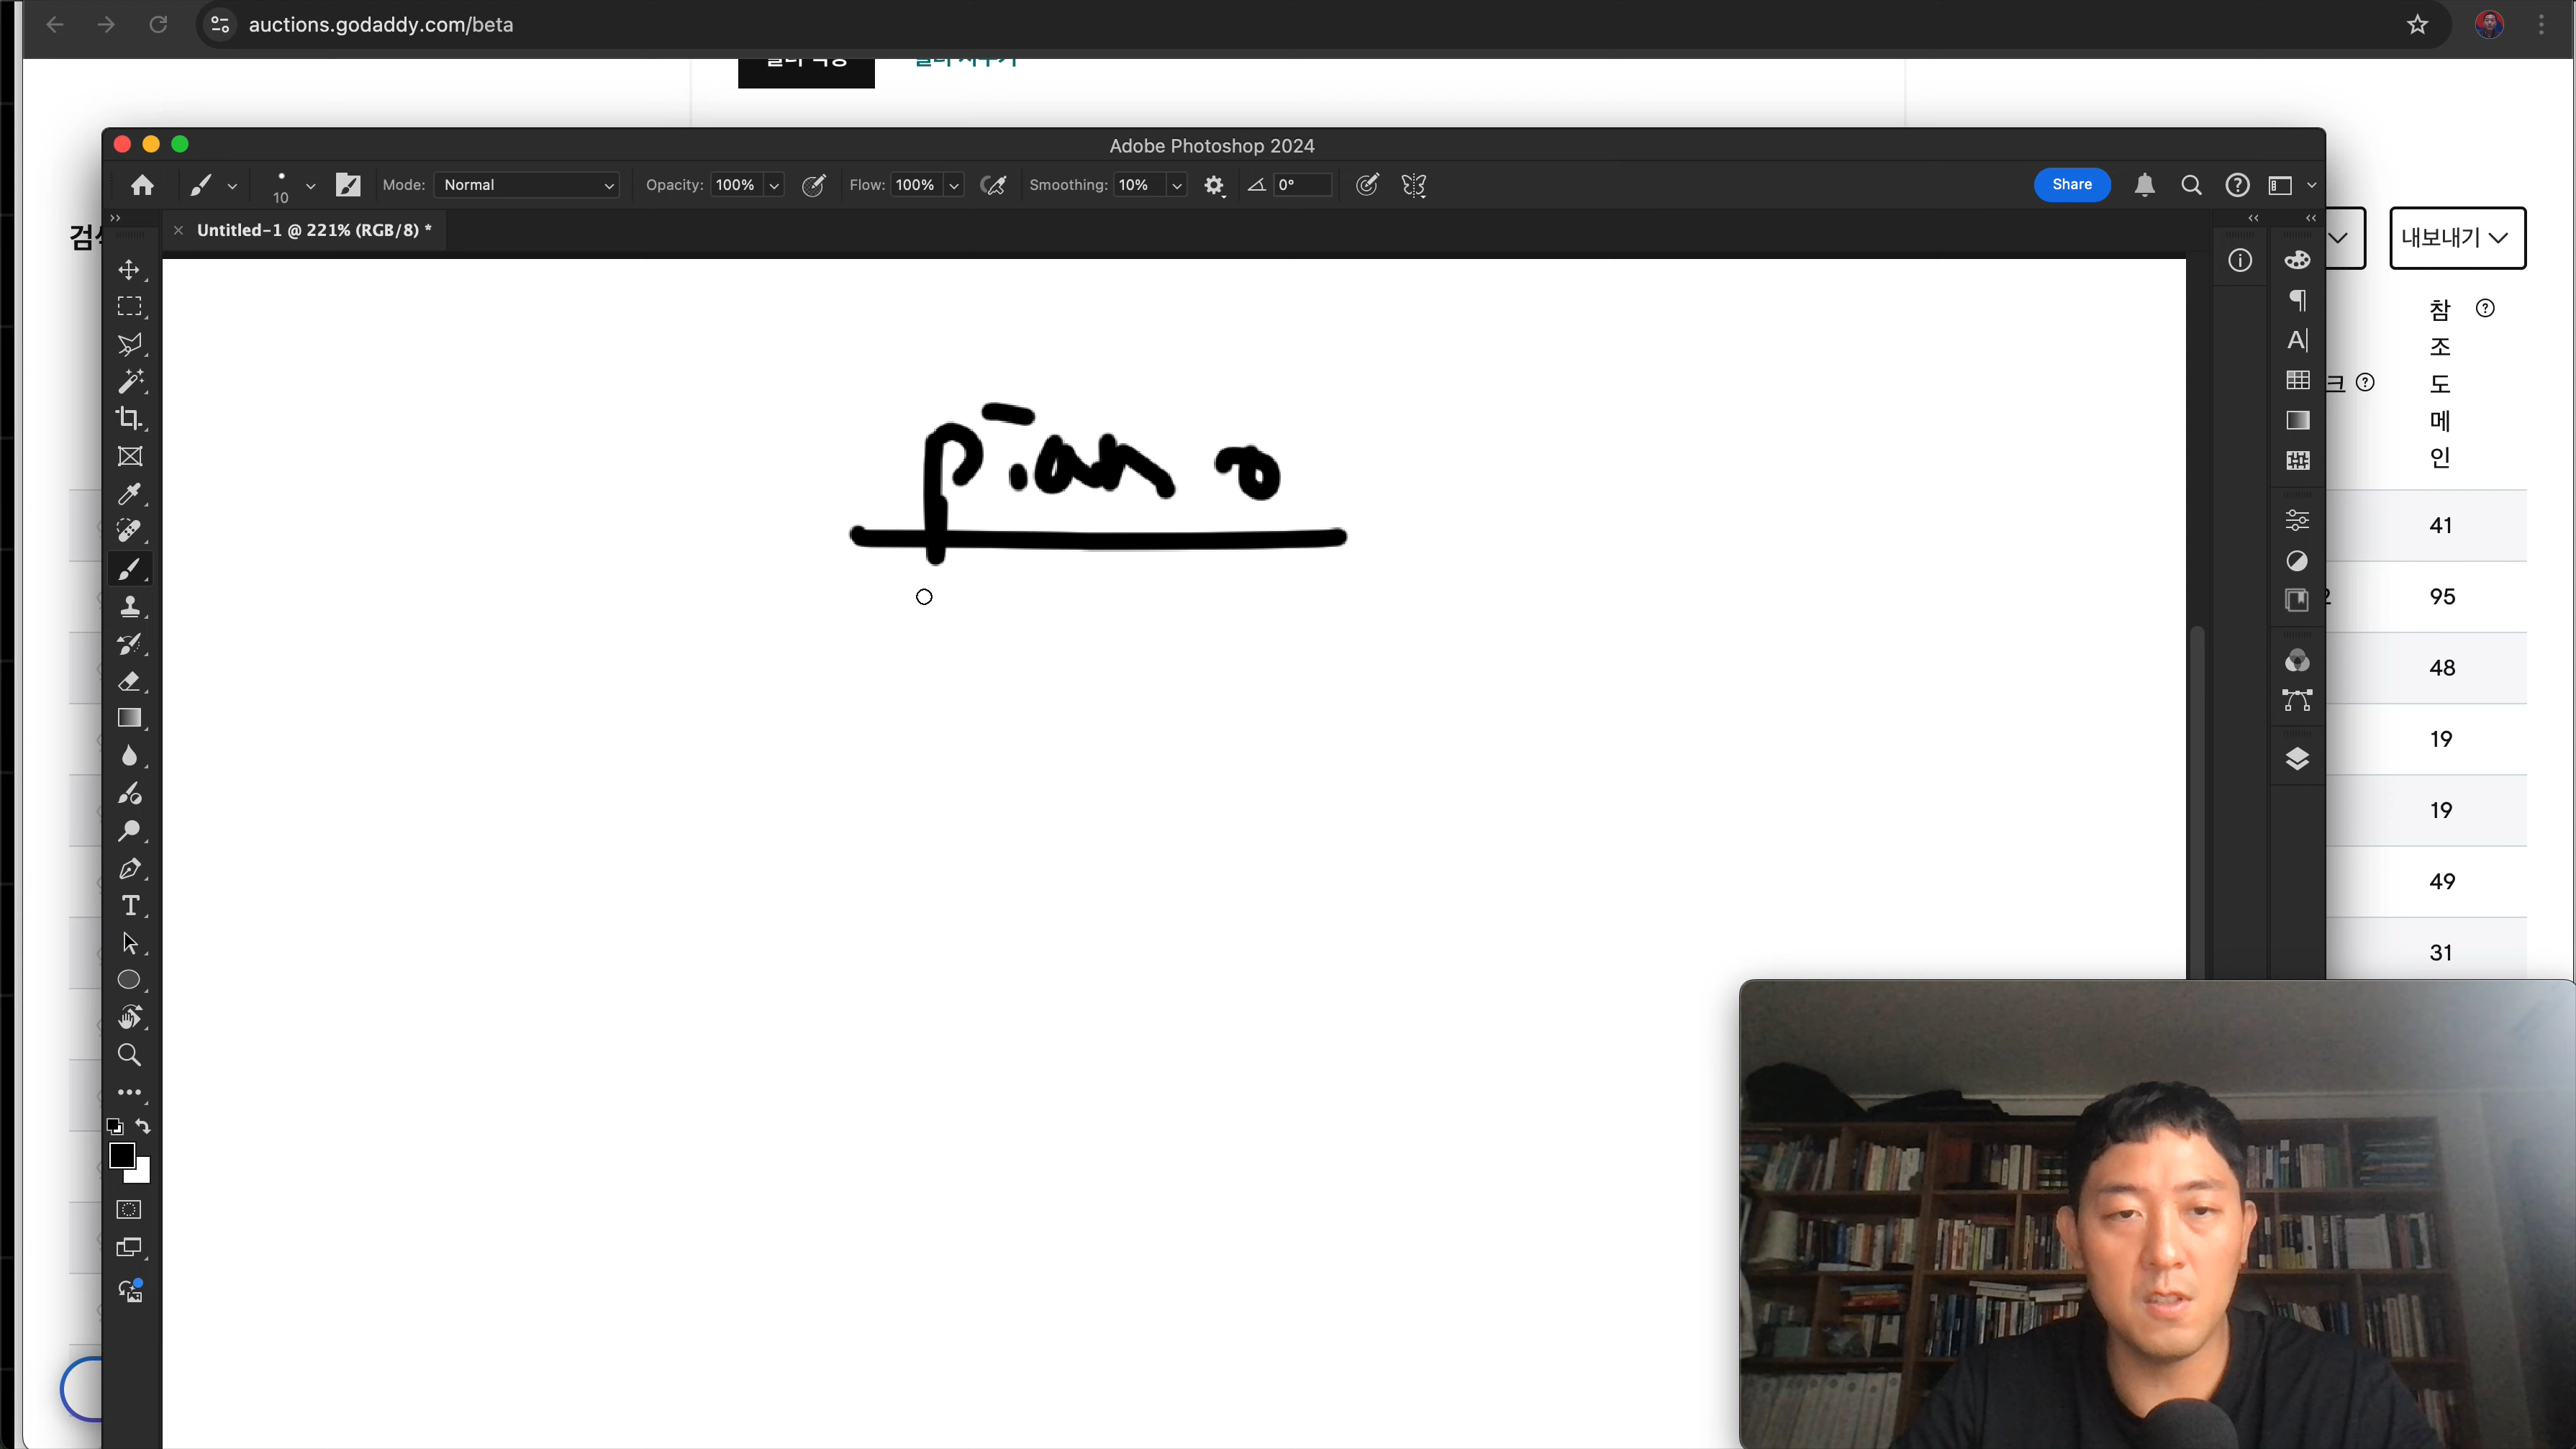 auctions.godaddy.com/beta
Adobe Photoshop 2024
10
Mode: Normal
Opacity: 100%
Flow: 100%
Smoothing: 10%
0°
Share
Untitled-1 @ 221% (RGB/8) *
내보내기
참
조
도
메
인
크
piano
41
2
95
48
19
19
49
31